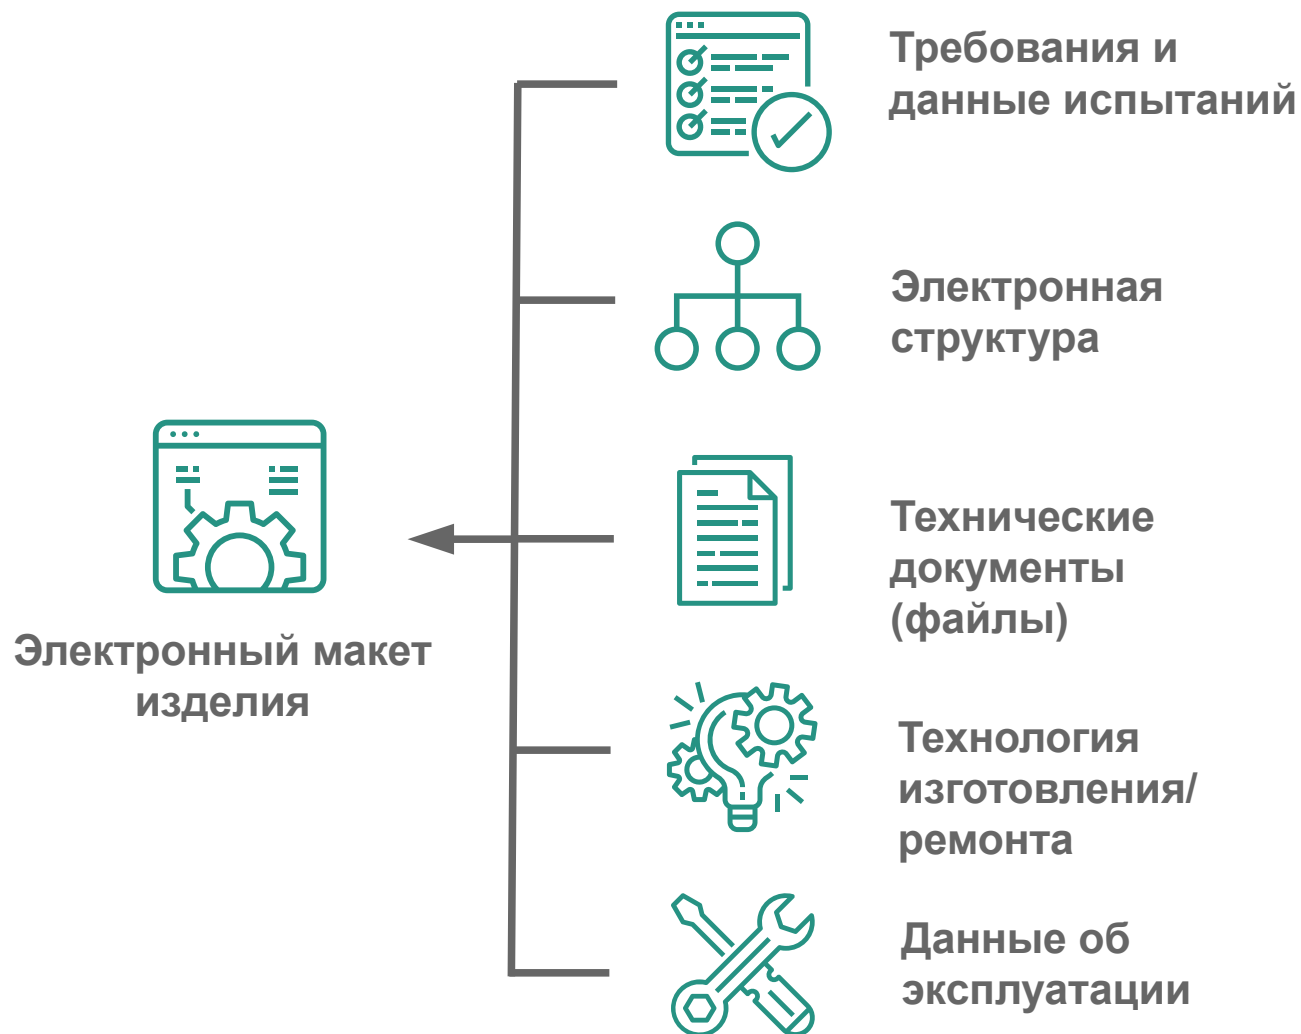 Требования и
данные испытаний
Электронная
структура
Технические
документы
(файлы)
Электронный макет
изделия
Технология
изготовления/
ремонта
Данные об
эксплуатации